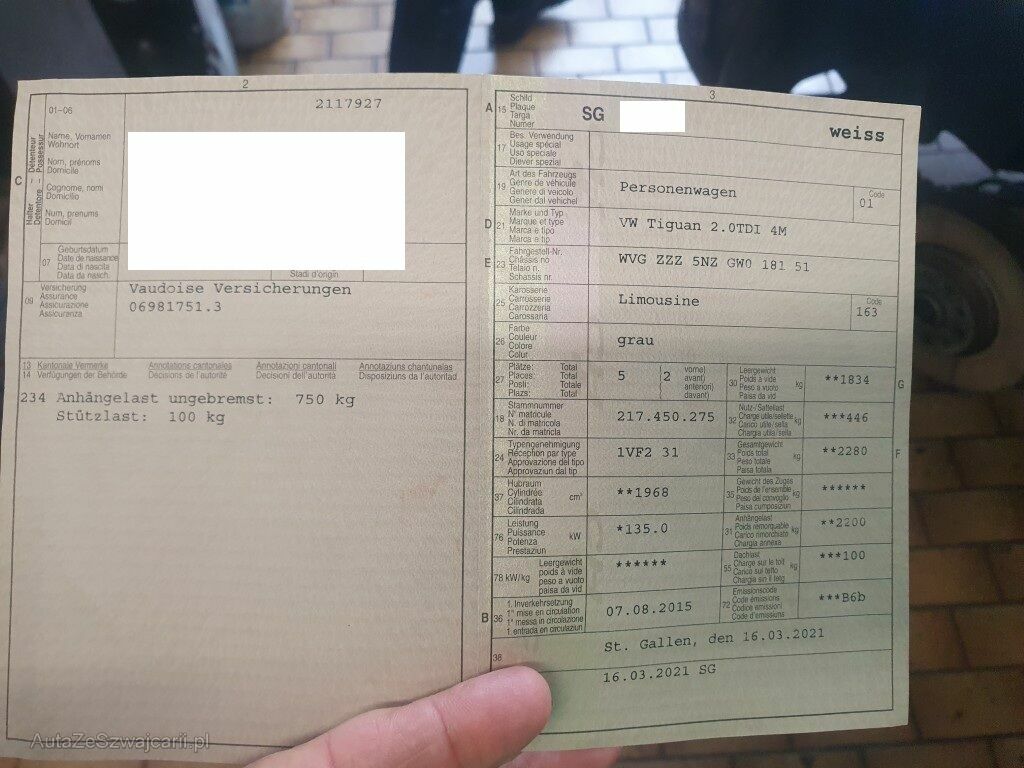 2
2117927
01–06
Name, Vornamen
Wohnort
Nom, prénoms
Domicile
Cognome, nomi
Domicilio
Num, prenums
Domicil
C
Halter Détenteur
Detentore Possessur
07
Geburtsdatum
Date de naissance
Data di nascita
Data da nasch.
Stadi d'origin
09
Versicherung
Assurance
Assicurazione
Assicuranza
Vaudoise Versicherungen
06981751.3
13 Kantonale Vermerke Annotations cantonales Annotazioni cantonali Annotaziuns chantunalas
14 Verfügungen der Behörde Décisions de l'autorité Decisioni dell'autorità Disposiziuns da l'autoritad
234 Anhängelast ungebremst: 750 kg
Stützlast: 100 kg
AutaZeSzwajcarii.pl
3
A 15
Schild
Plaque
Targa
Numer
SG
weiss
17
Bes. Verwendung
Usage spécial
Uso speciale
Diever spezial
19
Art des Fahrzeugs
Genre de véhicule
Genere di veicolo
Gener dal vehichel
Personenwagen
Code
01
D 21
Marke und Typ
Marque et type
Marca e tipo
Marca e tip
VW Tiguan 2.0TDI 4M
E 23
Fahrgestell-Nr.
Châssis no
Telaio n.
Schassis nr.
WVG ZZZ 5NZ GW0 181 51
25
Karosserie
Carrosserie
Carrozzeria
Carossaria
Limousine
Code
163
26
Farbe
Couleur
Colore
Colur
grau
27
Plätze: Total
Places: Total
Posti: Totale
Plazs: Total
5
2
vorne)
avant)
anteriori)
davant)
30
Leergewicht
Poids à vide
Peso a vuoto
Paisa da vid
kg
**1834
G
18
Stammnummer
N° matricule
N. di matricola
Nr. da matricla
217.450.275
32
Nutz-/Sattellast
Charge utile/sellette
Carico utile/sella
Chargia utila/sella
kg
***446
24
Typengenehmigung
Réception par type
Approvazione del tipo
Approvaziun dal tip
1VF2 31
33
Gesamtgewicht
Poids total
Peso totale
Paisa totala
kg
**2280
F
37
Hubraum
Cylindrée
Cilindrata
Cilindrada
cm³
**1968
35
Gewicht des Zuges
Poids de l'ensemble
Peso del convoglio
Paisa cumposiziun
kg
******
76
Leistung
Puissance
Potenza
Prestaziun
kW
*135.0
31
Anhängelast
Poids remorquable
Carico rimorchiato
Chargia annexa
kg
**2200
78 kW/kg
Leergewicht
poids à vide
peso a vuoto
paisa da vid
******
55
Dachlast
Charge sur le toit
Carico sul tetto
Chargia sin il tetg
kg
***100
B 36
1. Inverkehrsetzung
1re mise en circulation
1a messa in circolazione
1. entrada en circulaziun
07.08.2015
72
Emissionscode
Code émissions
Codice emissioni
Code d'emissiuns
***B6b
38
St. Gallen, den 16.03.2021
16.03.2021 SG